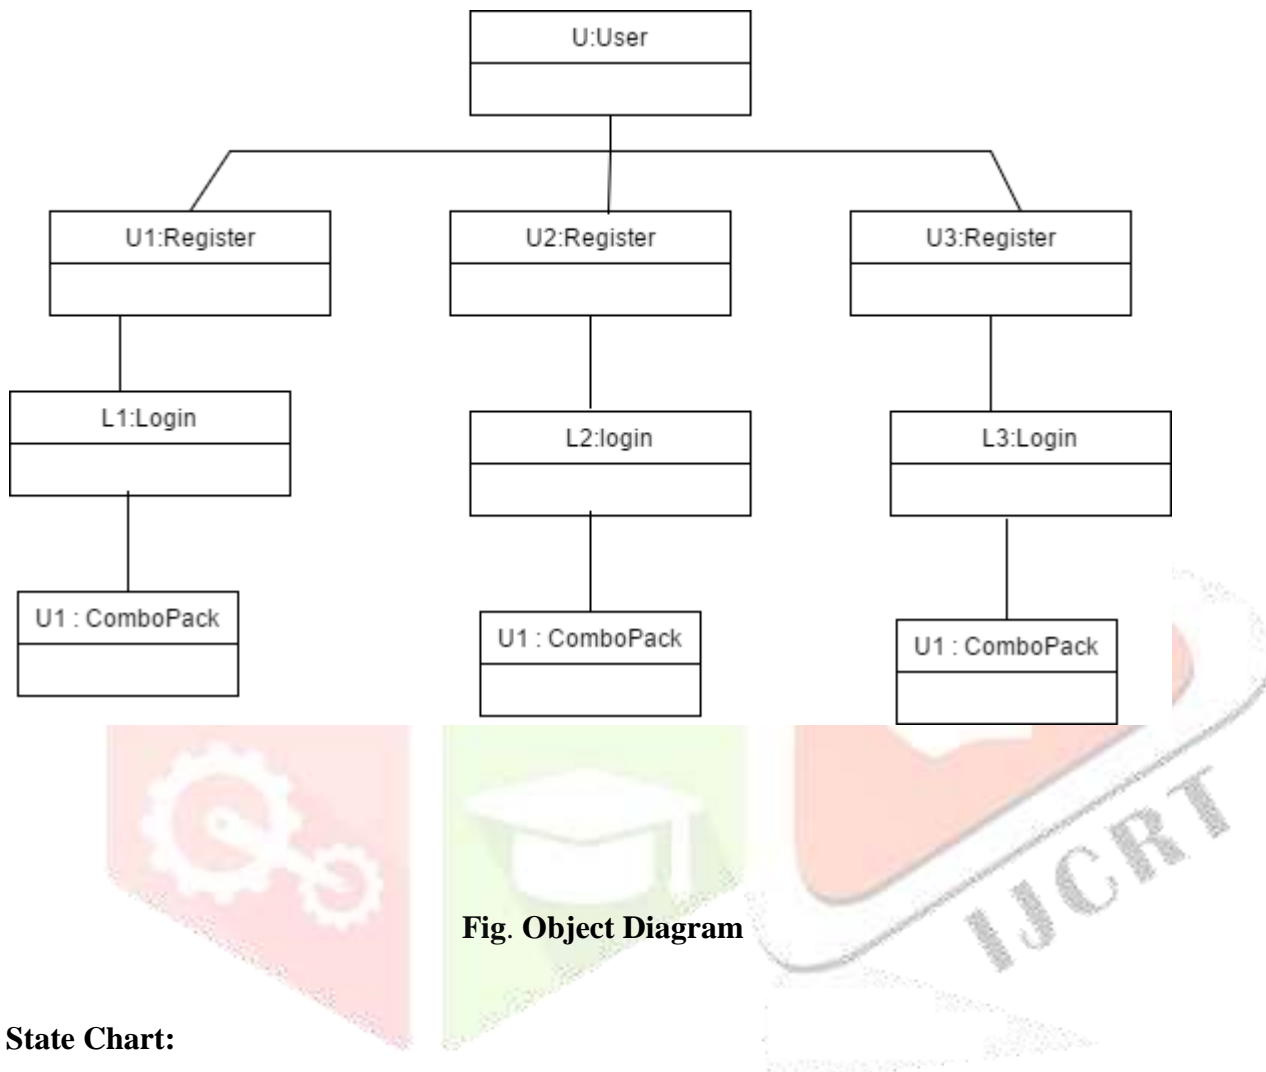 U:User
U1:Register
U2:Register
U3:Register
L1:Login
L2:login
L3:Login
U1 : ComboPack
U1 : ComboPack
U1 : ComboPack
IJCRT
Fig. Object Diagram
State Chart: